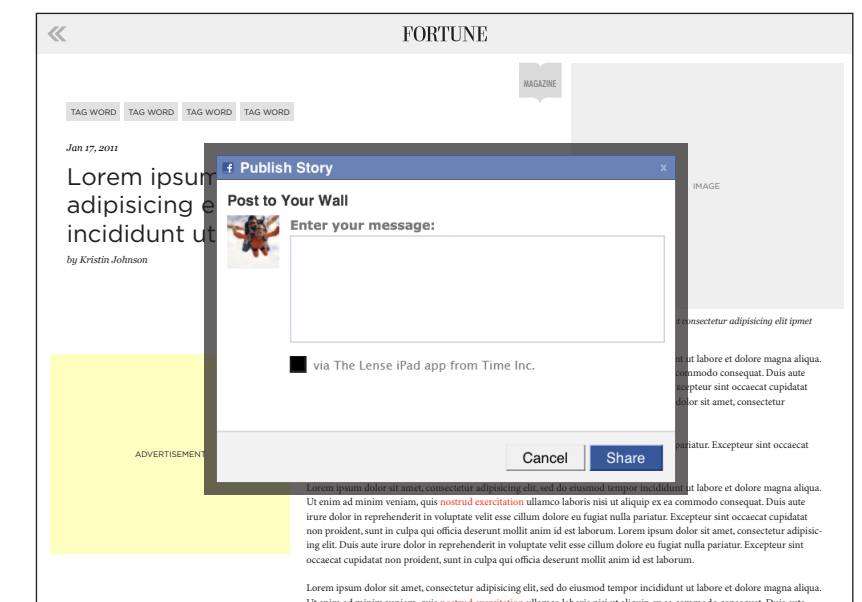 FORTUNE
MAGAZINE
TAG WORD TAG WORD TAG WORD TAG WORD
Jan 17, 2011
Lorem ipsum
adipisicing e
incididunt ut
by Kristin Johnson
IMAGE
f Publish Story x
Post to Your Wall
Enter your message:
via The Lense iPad app from Time Inc.
Cancel Share
consectetur adipisicing elit ipmet
ut labore et dolore magna aliqua.
commodo consequat. Duis aute
excepteur sint occaecat cupidatat
dolor sit amet, consectetur
pariatur. Excepteur sint occaecat
ADVERTISEMENT
Lorem ipsum dolor sit amet, consectetur adipisicing elit, sed do eiusmod tempor incididunt ut labore et dolore magna aliqua.
Ut enim ad minim veniam, quis nostrud exercitation ullamco laboris nisi ut aliquip ex ea commodo consequat. Duis aute
irure dolor in reprehenderit in voluptate velit esse cillum dolore eu fugiat nulla pariatur. Excepteur sint occaecat cupidatat
non proident, sunt in culpa qui officia deserunt mollit anim id est laborum. Lorem ipsum dolor sit amet, consectetur adipisic-
ing elit. Duis aute irure dolor in reprehenderit in voluptate velit esse cillum dolore eu fugiat nulla pariatur. Excepteur sint
occaecat cupidatat non proident, sunt in culpa qui officia deserunt mollit anim id est laborum.
Lorem ipsum dolor sit amet, consectetur adipisicing elit, sed do eiusmod tempor incididunt ut labore et dolore magna aliqua.